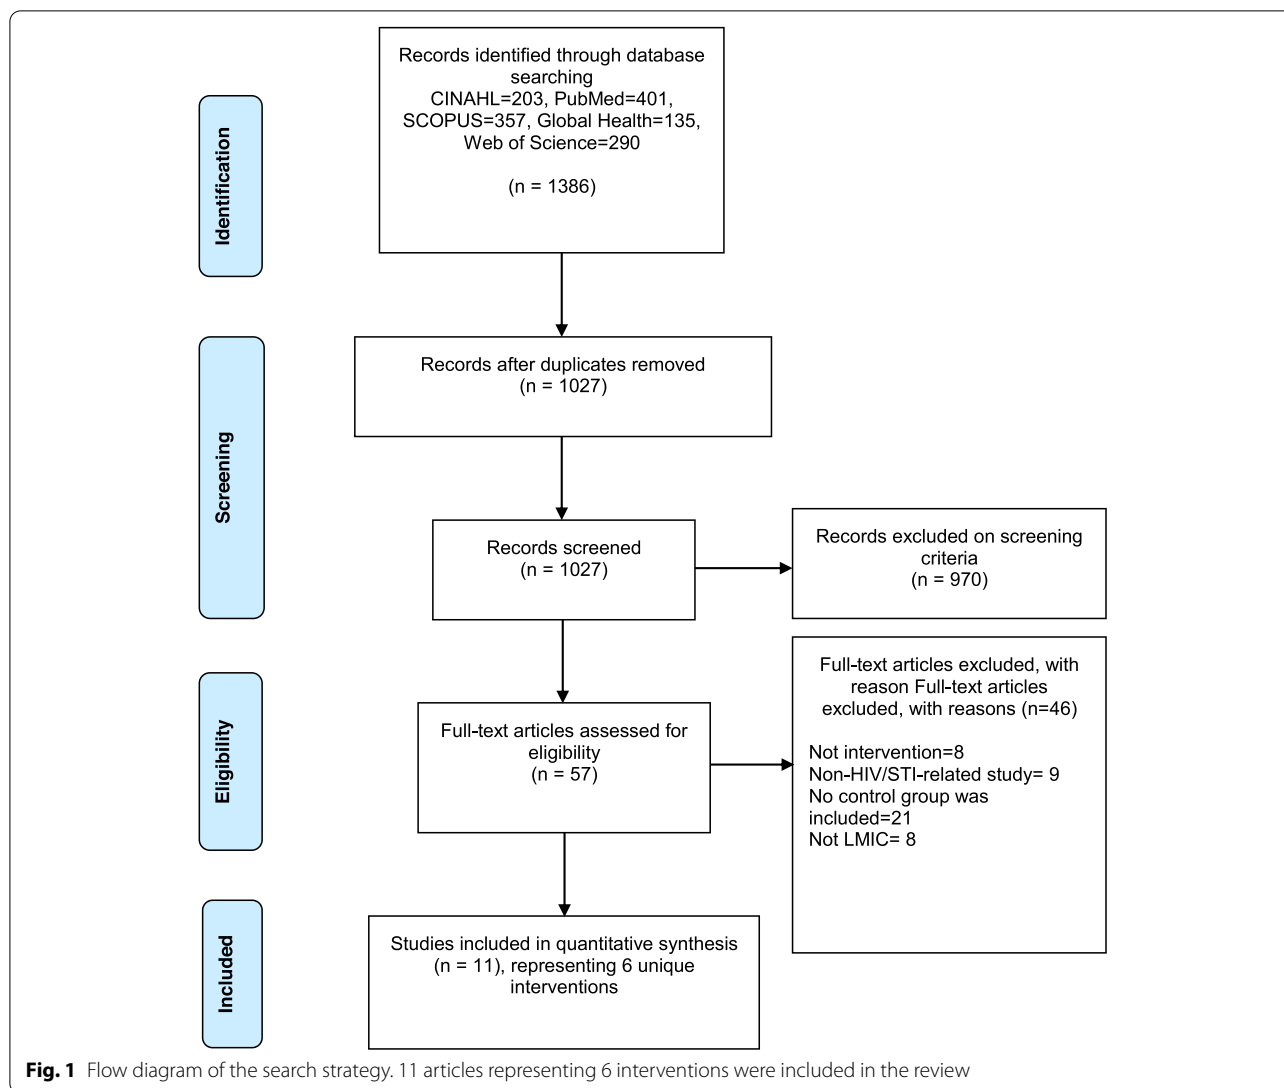 Identification
Records identified through database
searching
CINAHL=203, PubMed=401,
SCOPUS=357, Global Health=135,
Web of Science=290
(n = 1386)
Screening
Records after duplicates removed
(n = 1027)
Records screened
(n = 1027)
Records excluded on screening
criteria
(n = 970)
Eligibility
Full-text articles assessed for
eligibility
(n = 57)
Full-text articles excluded, with
reason Full-text articles
excluded, with reasons (n=46)
Not intervention=8
Non-HIV/STI-related study= 9
No control group was
included=21
Not LMIC= 8
Included
Studies included in quantitative synthesis
(n = 11), representing 6 unique
interventions
Fig. 1 Flow diagram of the search strategy. 11 articles representing 6 interventions were included in the review